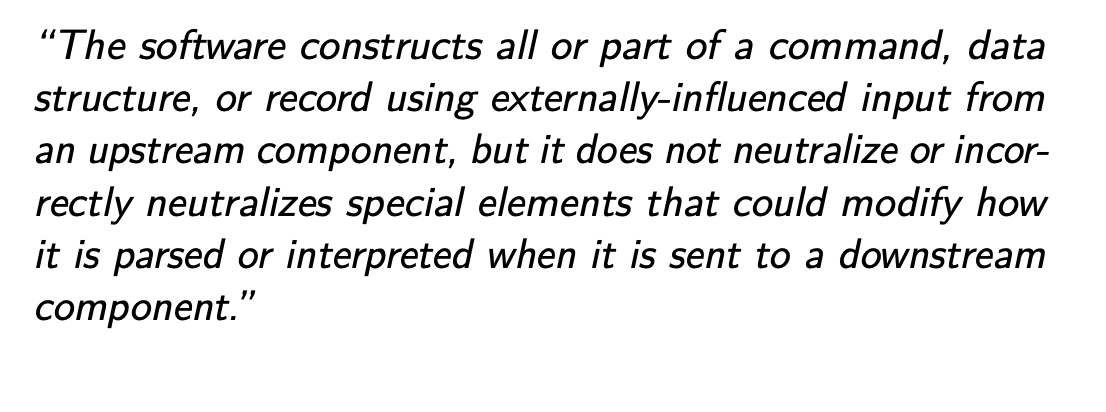 “The software constructs all or part of a command, data
structure, or record using externally-influenced input from
an upstream component, but it does not neutralize or incor-
rectly neutralizes special elements that could modify how
it is parsed or interpreted when it is sent to a downstream
component.”